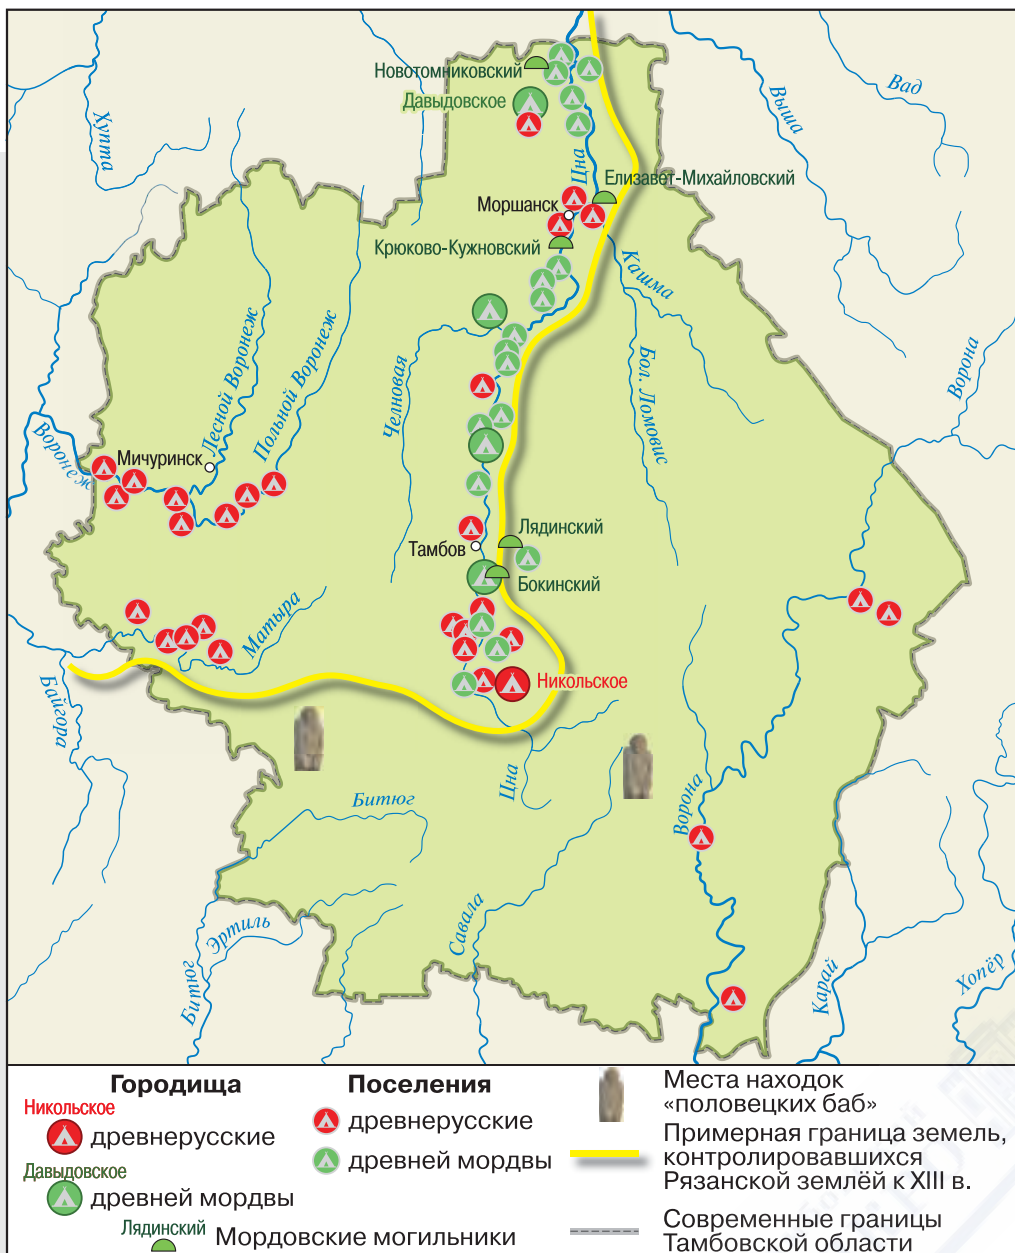 Новотомниковский
Давыдовское
Хупта
Цна
Выша
Вад
Елизавет-Михайловский
Моршанск
Крюково-Кужновский
Кашма
Лесной Воронеж
Польной Воронеж
Челновая
Бол. Ломовис
Ворона
Воронеж
Мичуринск
Лядинский
Тамбов
Бокинский
Матыра
Никольское
Байгора
Цна
Битюг
Ворона
Савала
Эртиль
Битюг
Карай
Хопёр
Городища
Никольское
древнерусские
Давыдовское
древней мордвы
Лядинский
Мордовские могильники
Поселения
древнерусские
древней мордвы
Места находок
«половецких баб»
Примерная граница земель,
контролировавшихся
Рязанской землёй к XIII в.
Современные границы
Тамбовской области